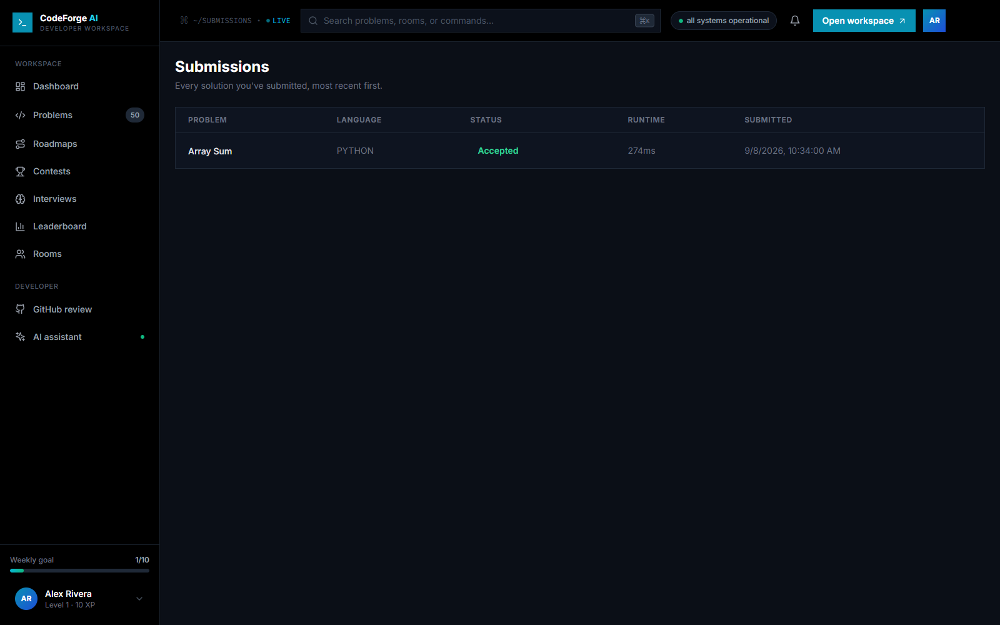 CodeForge AI
DEVELOPER WORKSPACE
⌘ ~/SUBMISSIONS • LIVE
Search problems, rooms, or commands...
⌘K
all systems operational
Open workspace
AR
WORKSPACE
Dashboard
Problems 50
Roadmaps
Contests
Interviews
Leaderboard
Rooms
DEVELOPER
GitHub review
AI assistant
Weekly goal 1/10
AR
Alex Rivera
Level 1 · 10 XP
Submissions
Every solution you've submitted, most recent first.
PROBLEM LANGUAGE STATUS RUNTIME SUBMITTED
Array Sum PYTHON Accepted 274ms 9/8/2026, 10:34:00 AM